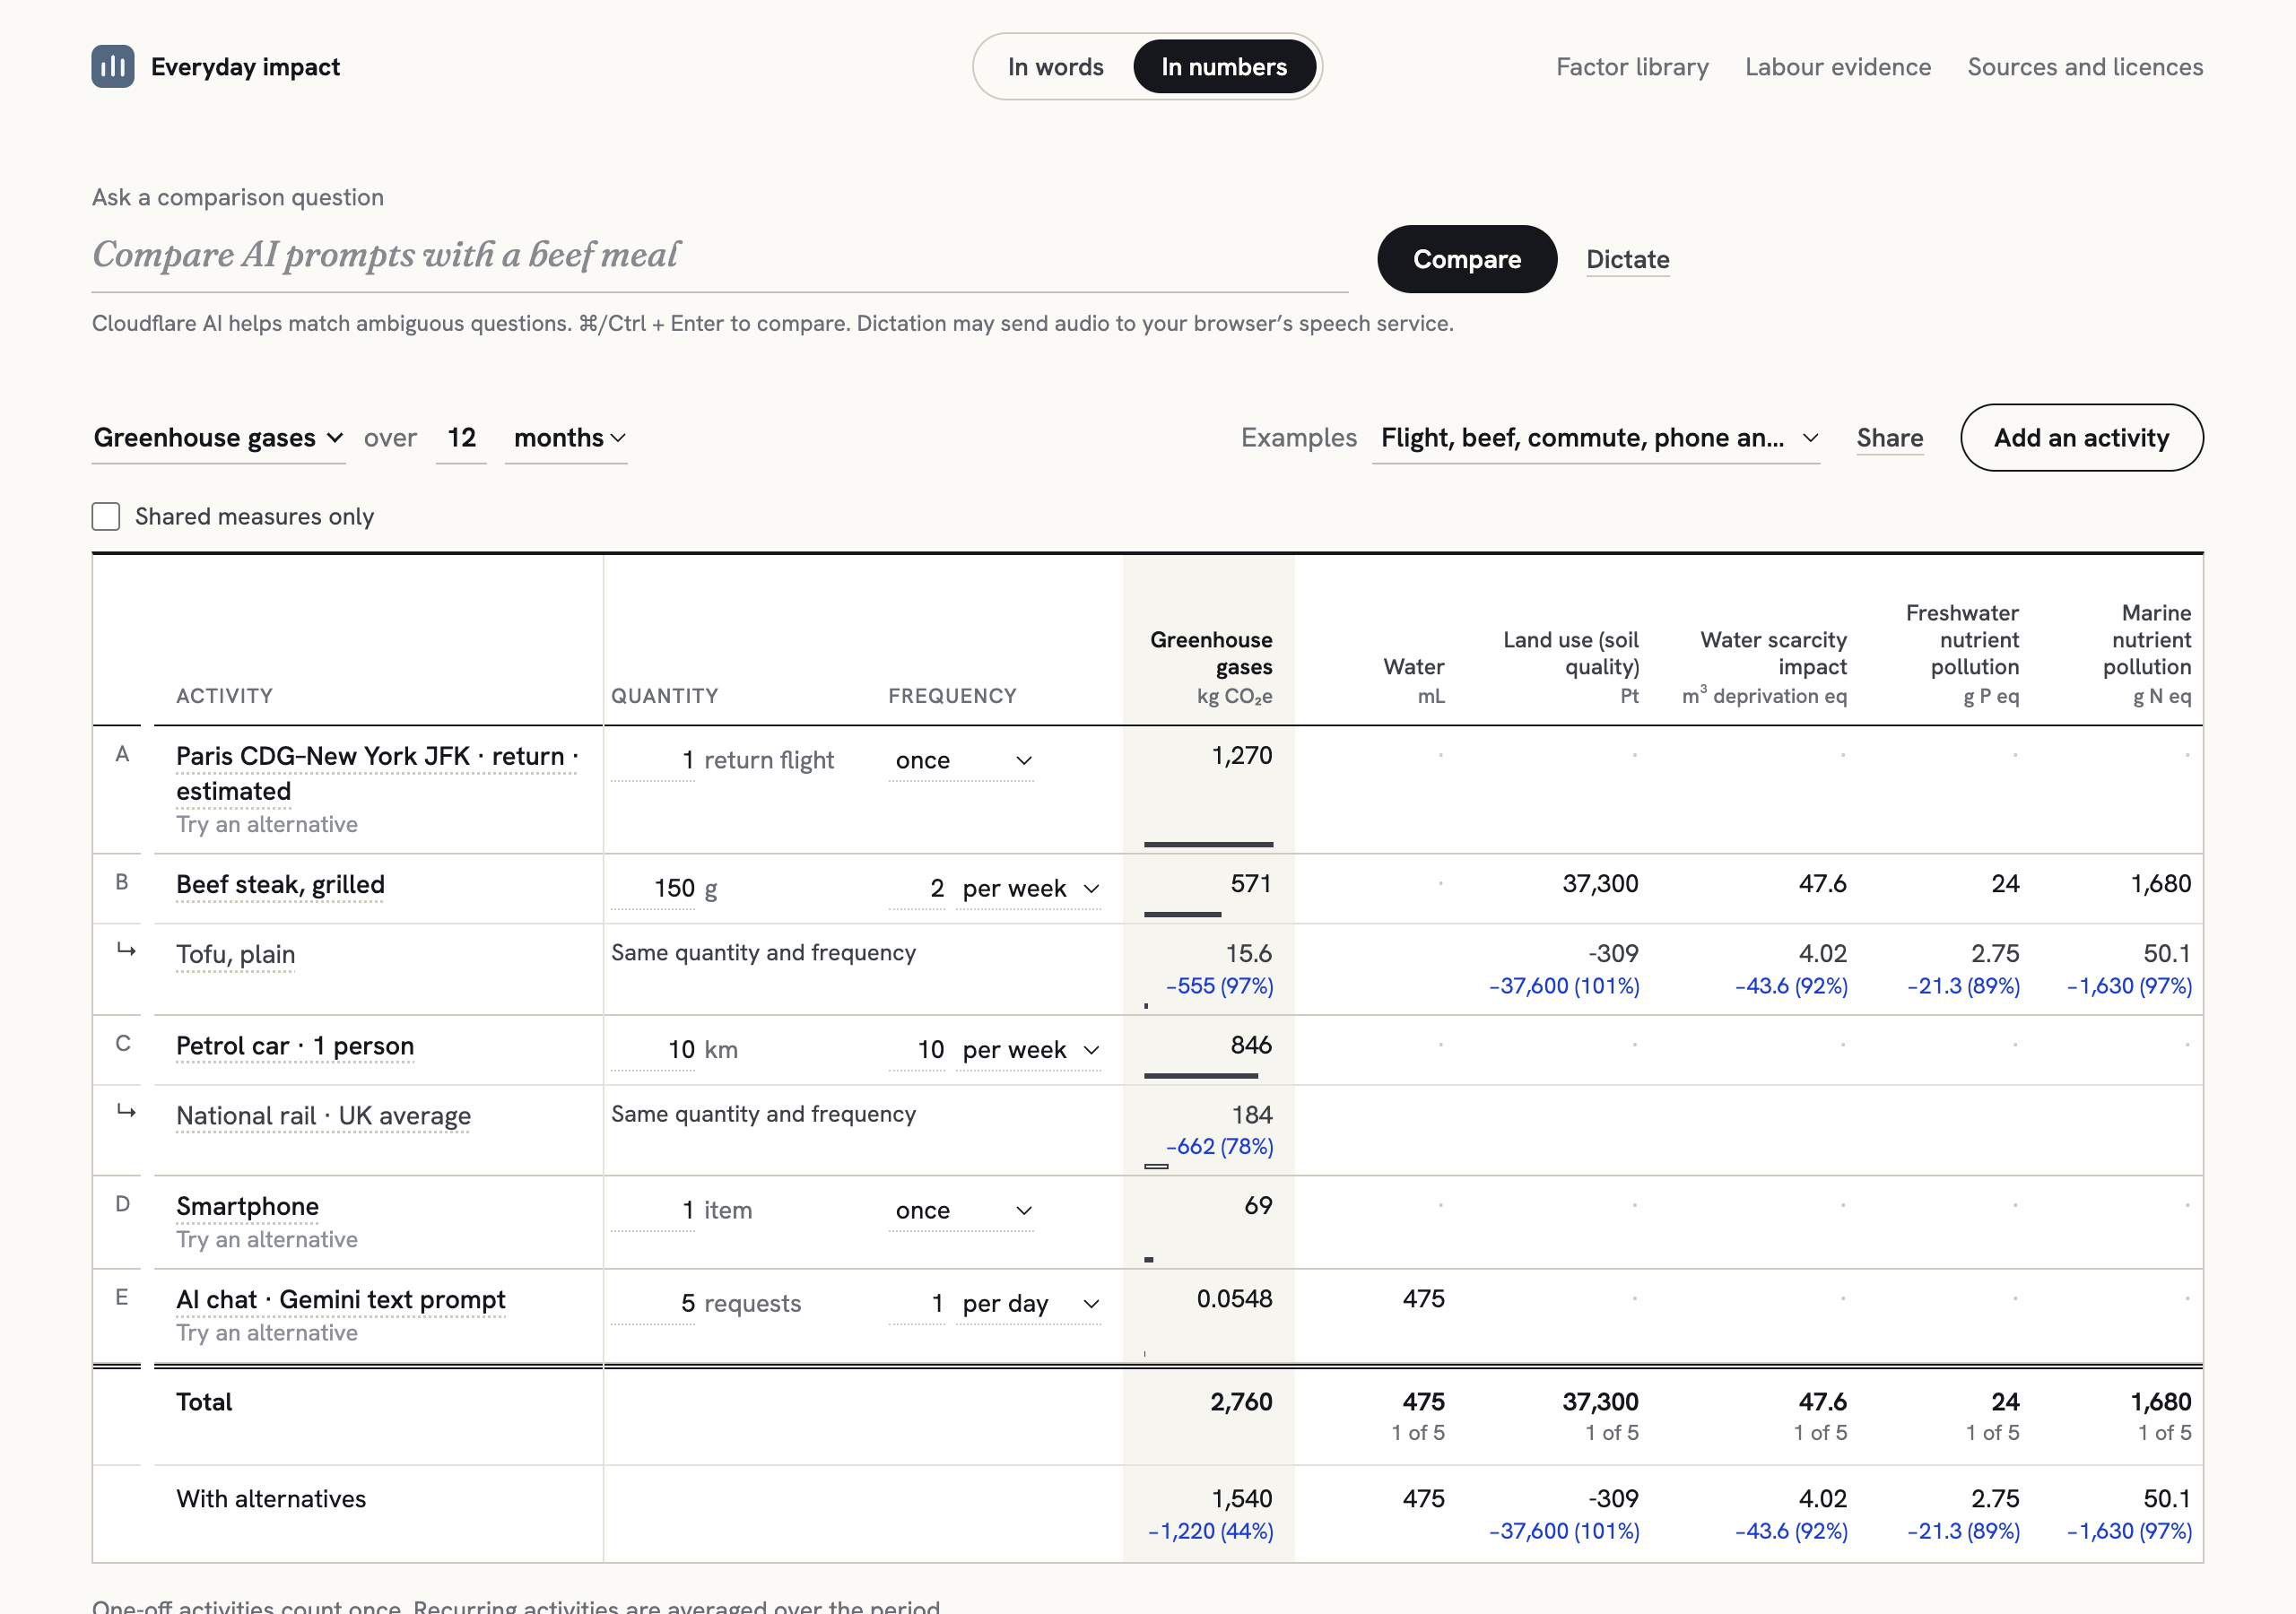 Everyday impact
In words
In numbers
Factor library
Labour evidence
Sources and licences
Ask a comparison question
Compare AI prompts with a beef meal
Compare
Dictate
Cloudflare AI helps match ambiguous questions. ⌘/Ctrl + Enter to compare. Dictation may send audio to your browser’s speech service.
Greenhouse gases over 12 months
Examples Flight, beef, commute, phone an...
Share
Add an activity
Shared measures only
ACTIVITY
QUANTITY
FREQUENCY
Greenhouse
gases
kg CO₂e
Water
mL
Land use (soil
quality)
Pt
Water scarcity
impact
m³ deprivation eq
Freshwater
nutrient
pollution
g P eq
Marine
nutrient
pollution
g N eq
A Paris CDG–New York JFK · return · 1 return flight once 1,270 · · · · ·
estimated
Try an alternative
B Beef steak, grilled 150 g 2 per week 571 · 37,300 47.6 24 1,680
↳ Tofu, plain Same quantity and frequency 15.6 -309 4.02 2.75 50.1
−555 (97%) −37,600 (101%) −43.6 (92%) −21.3 (89%) −1,630 (97%)
C Petrol car · 1 person 10 km 10 per week 846 · · · · ·
↳ National rail · UK average Same quantity and frequency 184
−662 (78%)
D Smartphone 1 item once 69 · · · · ·
Try an alternative
E AI chat · Gemini text prompt 5 requests 1 per day 0.0548 475 · · · ·
Try an alternative
Total 2,760 475 37,300 47.6 24 1,680
1 of 5 1 of 5 1 of 5 1 of 5 1 of 5
With alternatives 1,540 475 -309 4.02 2.75 50.1
−1,220 (44%) −37,600 (101%) −43.6 (92%) −21.3 (89%) −1,630 (97%)
One-off activities count once. Recurring activities are averaged over the period.